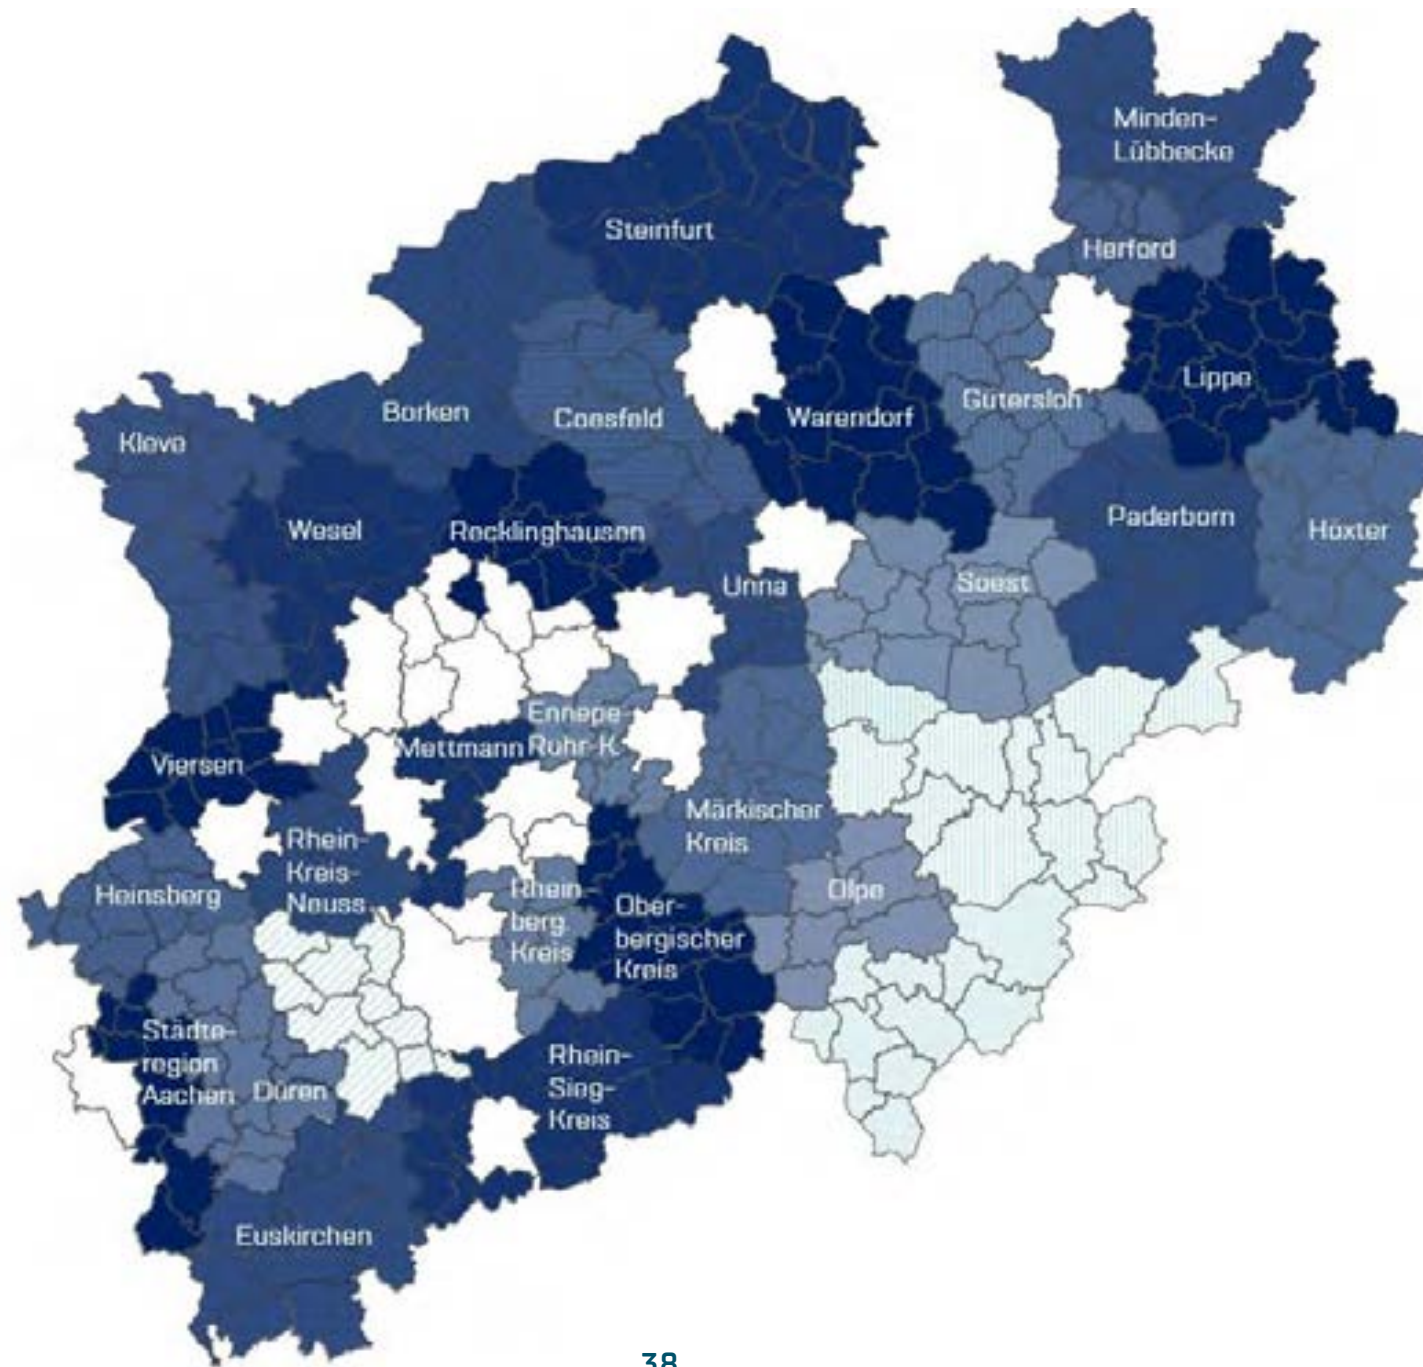 Minden-
Lübbecke
Steinfurt
Herford
Lippe
Borken
Coesfeld
Warendorf
Gütersloh
Kleve
Wesel
Recklinghausen
Paderborn
Höxter
Unna
Soest
Ennepe-
Ruhr-K.
Mettmann
Viersen
Märkischer
Kreis
Rhein-
Kreis-
Neuss
Heinsberg
Rhein.-
berg.
Kreis
Ober-
bergischer
Kreis
Olpe
Städte-
region
Aachen
Düren
Rhein-
Sieg-
Kreis
Euskirchen
38